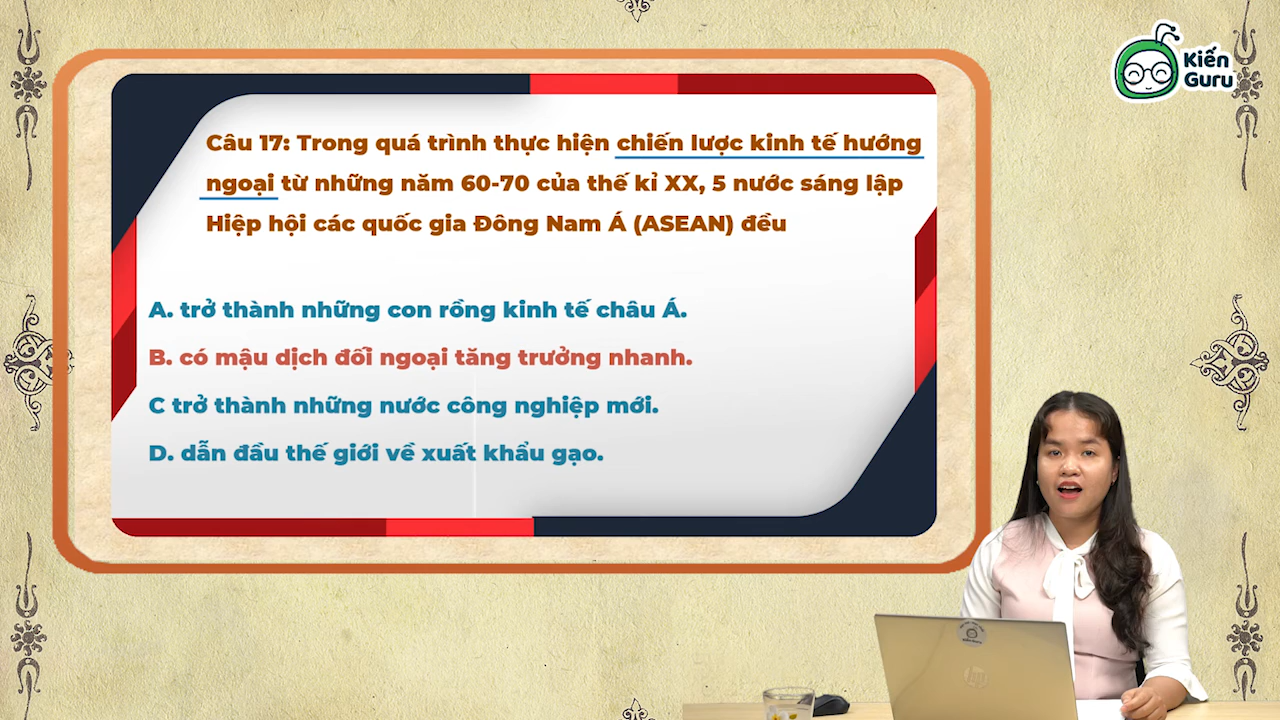 Kiến
Guru
Câu 17: Trong quá trình thực hiện chiến lược kinh tế hướng
ngoại từ những năm 60-70 của thế kỉ XX, 5 nước sáng lập
Hiệp hội các quốc gia Đông Nam Á (ASEAN) đều
A. trở thành những con rồng kinh tế châu Á.
B. có mậu dịch đối ngoại tăng trưởng nhanh.
C trở thành những nước công nghiệp mới.
D. dẫn đầu thế giới về xuất khẩu gạo.